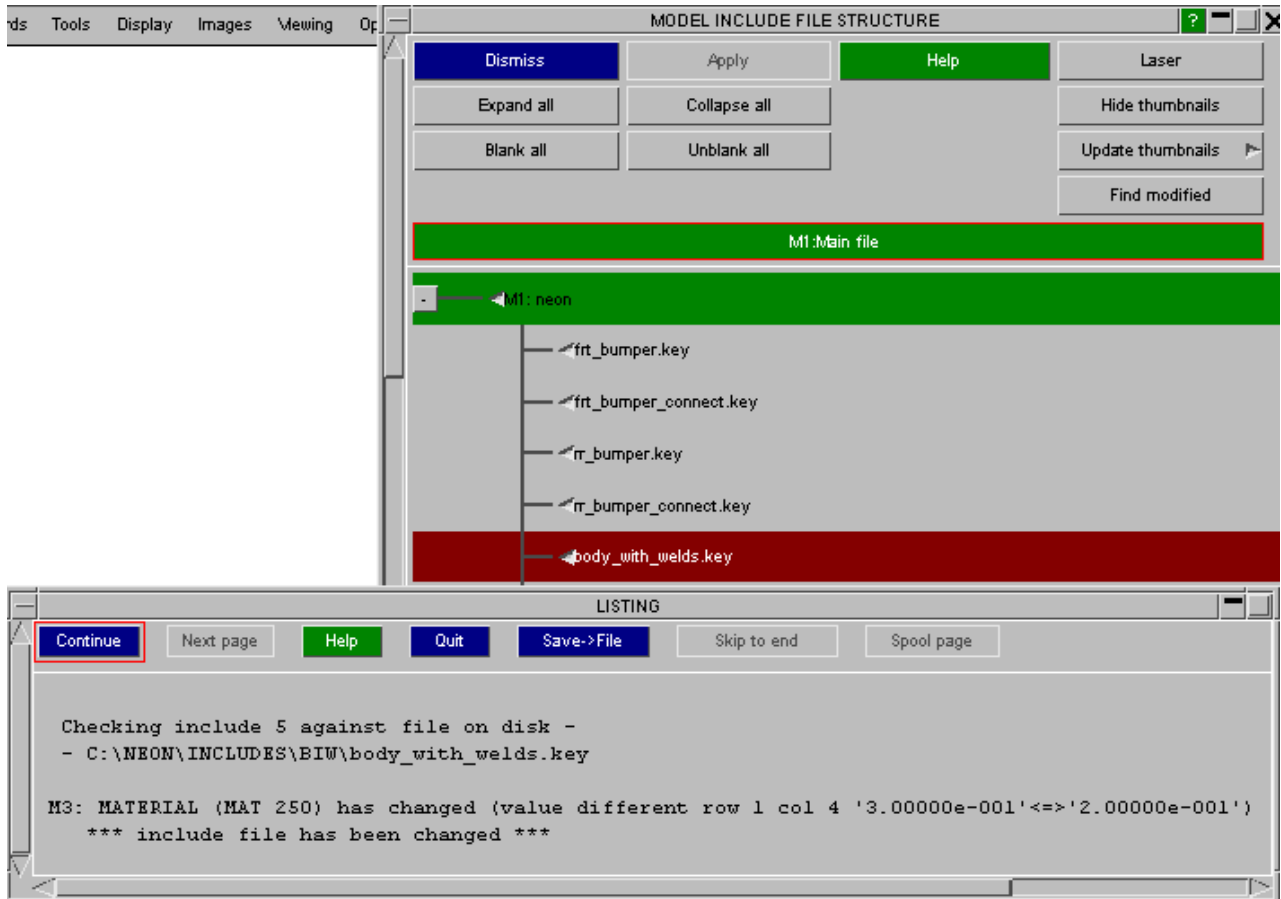 rds Tools Display Images Viewing Op
MODEL INCLUDE FILE STRUCTURE ?
Dismiss Apply Help Laser
Expand all Collapse all Hide thumbnails
Blank all Unblank all Update thumbnails
Find modified
M1:Main file
- M1: neon
frt_bumper.key
frt_bumper_connect.key
rr_bumper.key
rr_bumper_connect.key
body_with_welds.key
LISTING
Continue Next page Help Quit Save->File Skip to end Spool page
Checking include 5 against file on disk -
- C:\NEON\INCLUDES\BIW\body_with_welds.key
M3: MATERIAL (MAT 250) has changed (value different row 1 col 4 '3.00000e-001'<=>'2.00000e-001')
*** include file has been changed ***